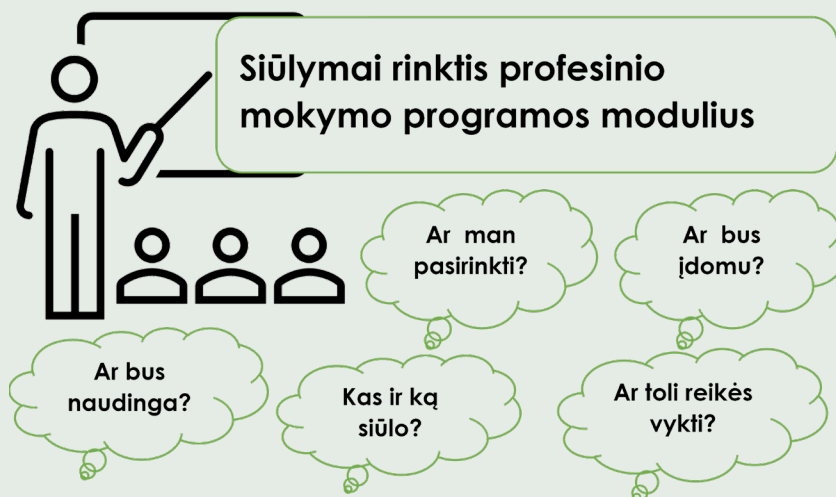 Siūlymai rinktis profesinio
mokymo programos modulius
Ar man
pasirinkti?
Ar bus
įdomu?
Ar bus
naudinga?
Kas ir ką
siūlo?
Ar toli reikės
vykti?